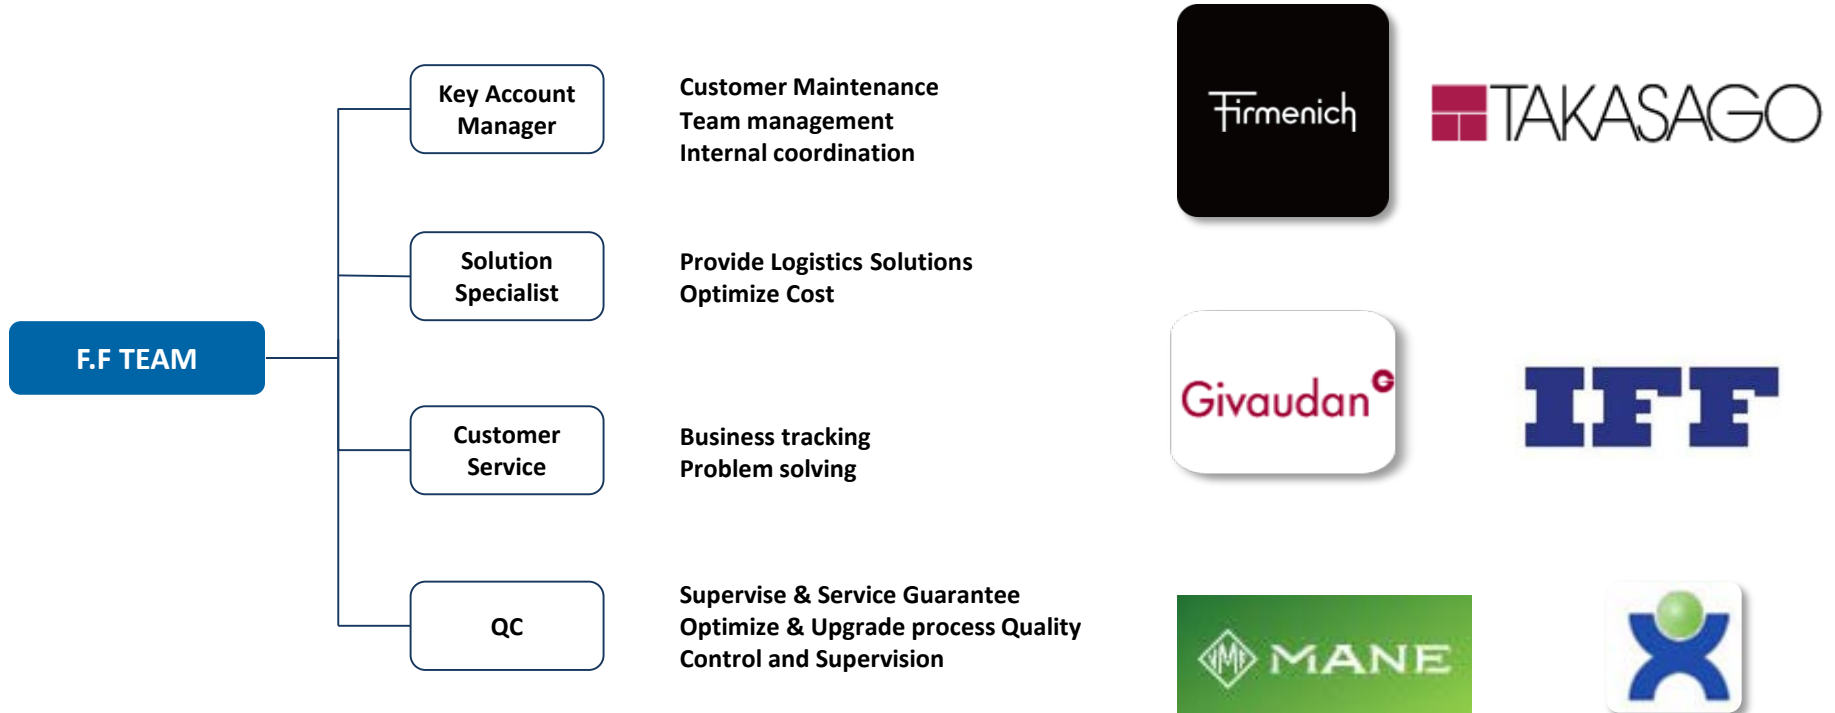 F.F TEAM
Key Account
Manager
Customer Maintenance
Team management
Internal coordination
Solution
Specialist
Provide Logistics Solutions
Optimize Cost
Customer
Service
Business tracking
Problem solving
QC
Supervise & Service Guarantee
Optimize & Upgrade process Quality
Control and Supervision
Firmenich
TAKASAGO
Givaudan
IFF
VMF
MANE